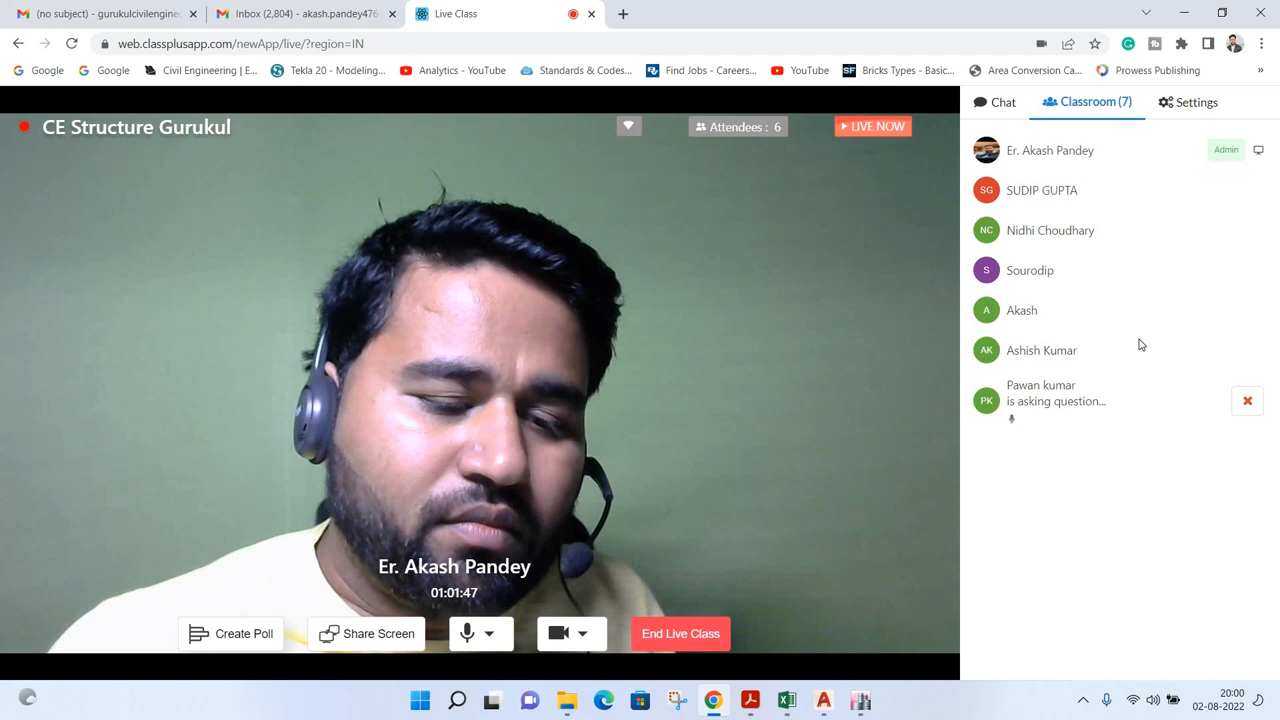 (no subject) - gurukulcivilenginee
Inbox (2,804) - akash.pandey476
Live Class
web.classplusapp.com/newApp/live/?region=IN
Google
Google
Civil Engineering | E...
Tekla 20 - Modeling...
Analytics - YouTube
Standards & Codes...
Find Jobs - Careers...
YouTube
Bricks Types - Basic...
Area Conversion Ca...
Prowess Publishing
»
CE Structure Gurukul
Attendees : 6
LIVE NOW
Chat
Classroom (7)
Settings
Er. Akash Pandey
Admin
SG
SUDIP GUPTA
NC
Nidhi Choudhary
S
Sourodip
A
Akash
AK
Ashish Kumar
PK
Pawan kumar
is asking question...
Er. Akash Pandey
01:01:47
Create Poll
Share Screen
End Live Class
20:00
02-08-2022